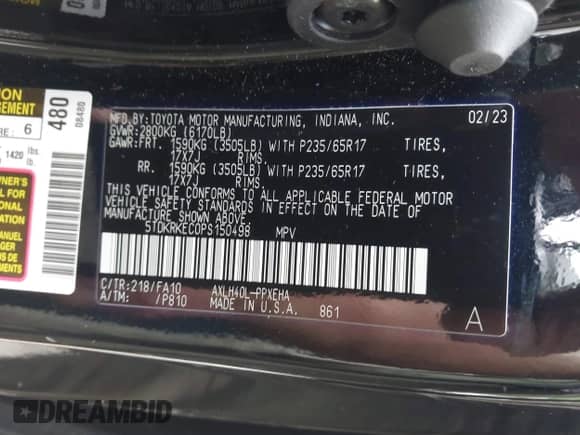 MFD.BY:TOYOTA MOTOR MANUFACTURING, INDIANA, INC. 02/23
GVWR:2800KG (6170LB)
GAWR:FRT. 1590KG (3505LB) WITH P235/65R17 TIRES,
17X7J RIMS.
RR. 1590KG (3505LB) WITH P235/65R17 TIRES,
17X7J RIMS.
THIS VEHICLE CONFORMS TO ALL APPLICABLE FEDERAL MOTOR
VEHICLE SAFETY STANDARDS IN EFFECT ON THE DATE OF
MANUFACTURE SHOWN ABOVE.
5TDKRKEC0PS150498 MPV
C/TR:218/FA10 AXLH40L-PPXEHA
A/TM: /P810 MADE IN U.S.A. 861
A
480
08480
6
1420 lbs.
DREAMBID